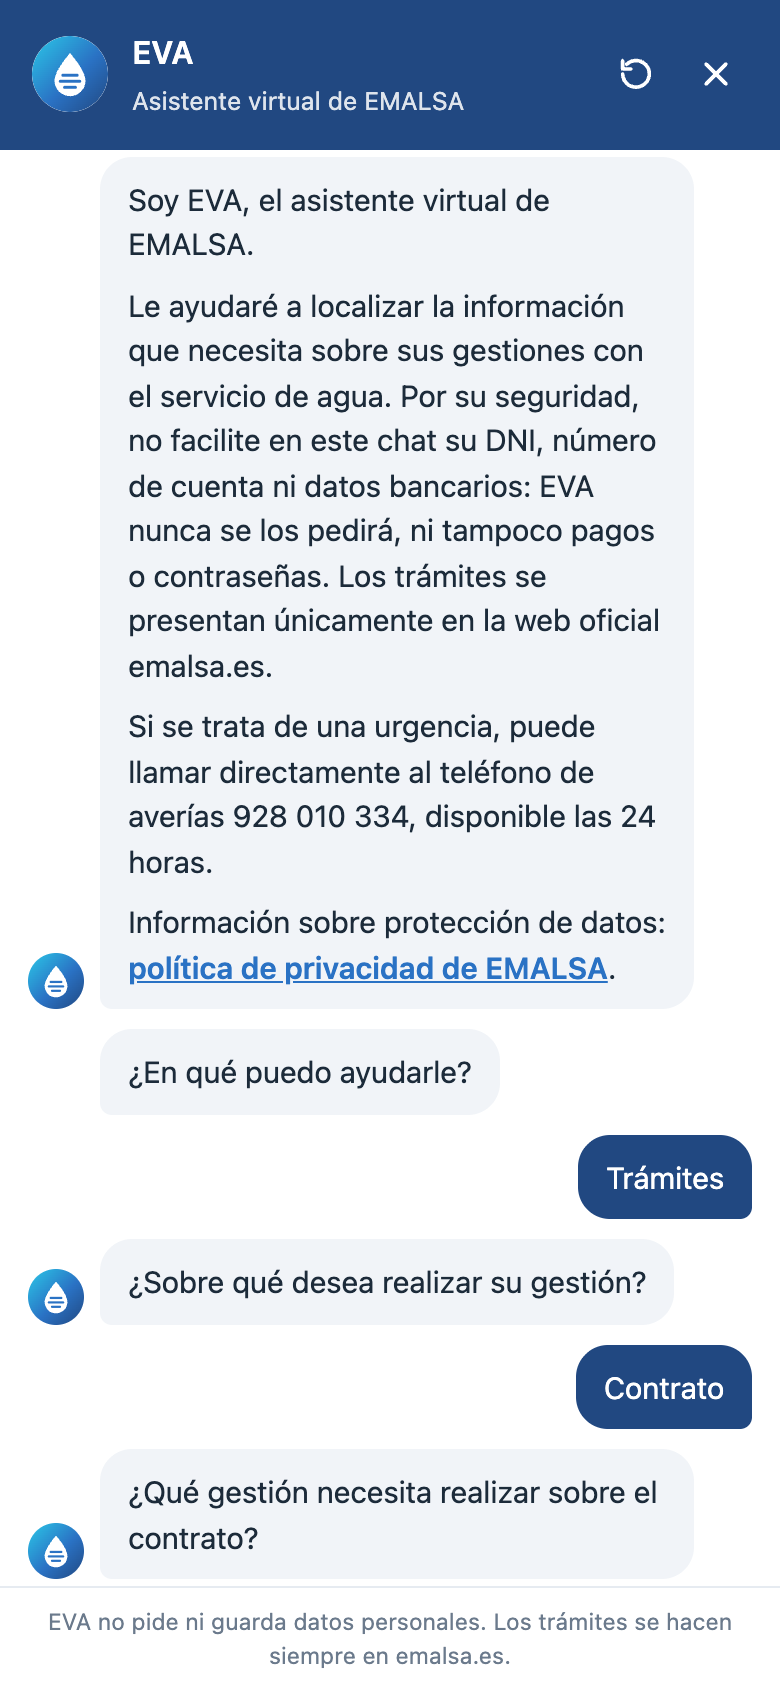 EVA
Asistente virtual de EMALSA
Soy EVA, el asistente virtual de
EMALSA.
Le ayudaré a localizar la información
que necesita sobre sus gestiones con
el servicio de agua. Por su seguridad,
no facilite en este chat su DNI, número
de cuenta ni datos bancarios: EVA
nunca se los pedirá, ni tampoco pagos
o contraseñas. Los trámites se
presentan únicamente en la web oficial
emalsa.es.
Si se trata de una urgencia, puede
llamar directamente al teléfono de
averías 928 010 334, disponible las 24
horas.
Información sobre protección de datos:
política de privacidad de EMALSA.
¿En qué puedo ayudarle?
Trámites
¿Sobre qué desea realizar su gestión?
Contrato
¿Qué gestión necesita realizar sobre el
contrato?
EVA no pide ni guarda datos personales. Los trámites se hacen
siempre en emalsa.es.